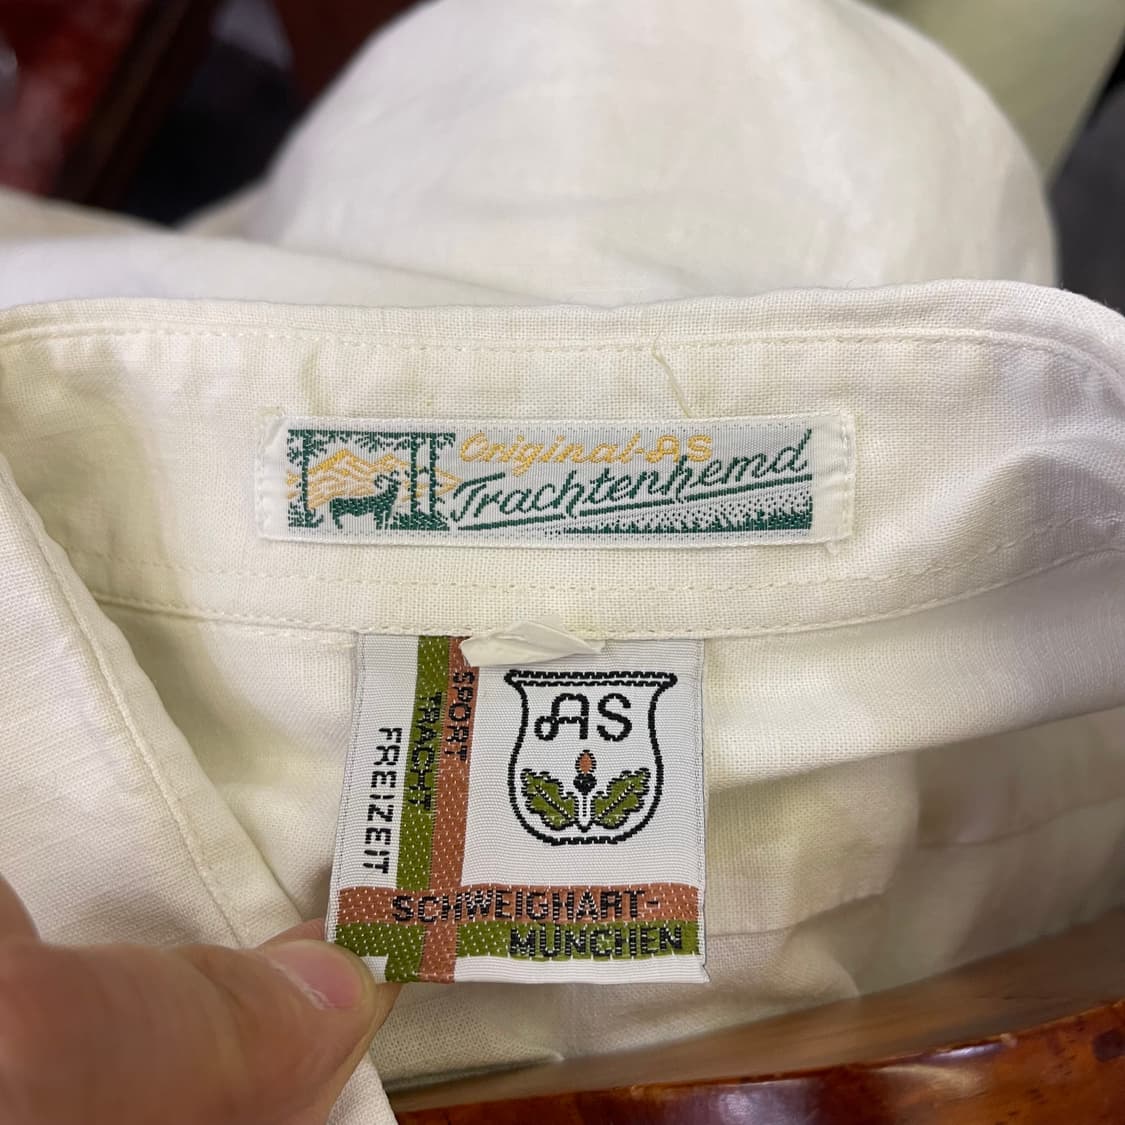 Original-AS
Trachtenhemd
SPORT
TRACHT
FREIZEIT
AS
SCHWEIGHART-
MÜNCHEN